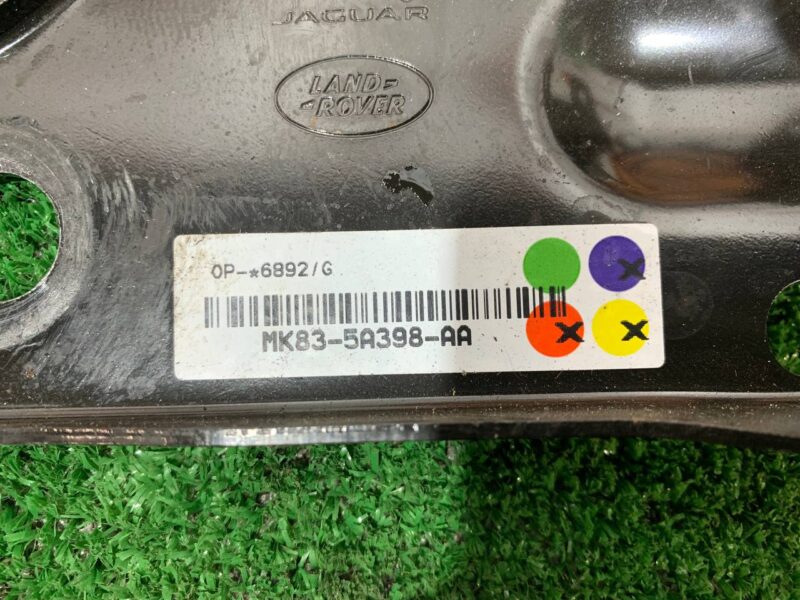 JAGUAR
LAND-
-ROVER
OP-*6892/G
MK83-5A398-AA
X
X X